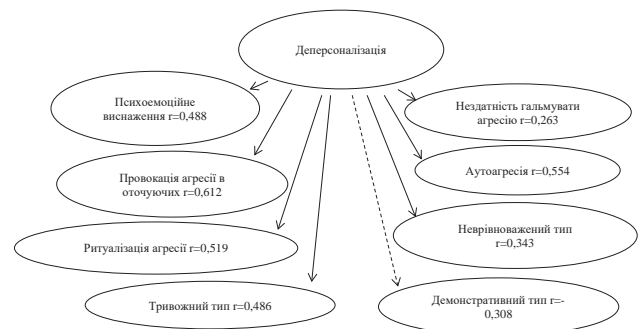 Деперсоналізація
Психоемоційне
виснаження r=0,488
Нездатність гальмувати
агресію r=0,263
Провокація агресії в
оточуючих r=0,612
Аутоагресія r=0,554
Ритуалізація агресії r=0,519
Неврівноважений тип
r=0,343
Тривожний тип r=0,486
Демонстративний тип r=-
0,308